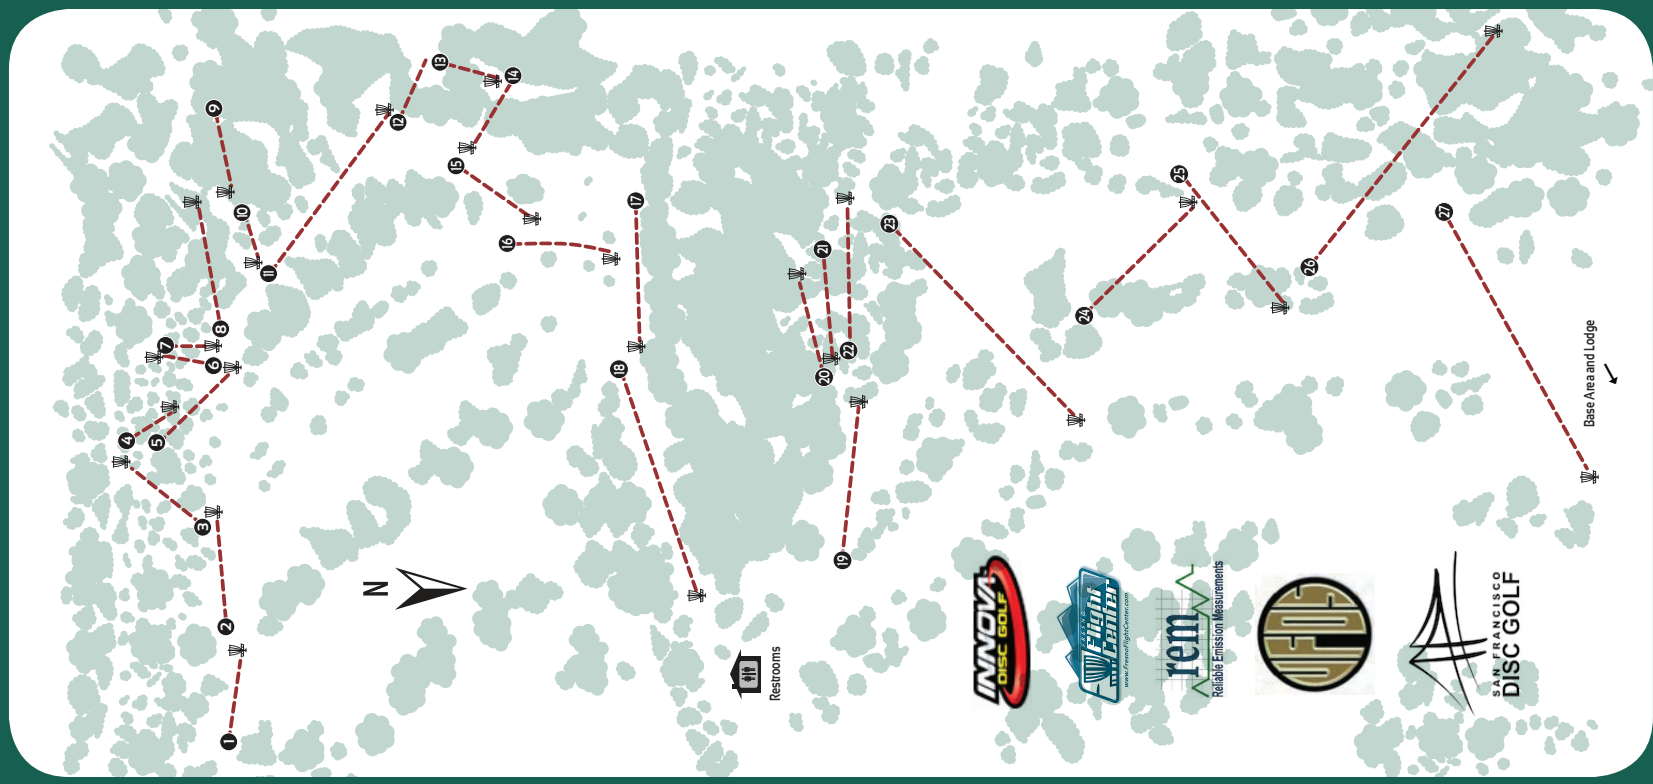 1
2
3
4
5
6
7
8
9
10
11
12
13
14
15
16
17
18
19
20
21
22
23
24
25
26
27
N
Restrooms
Base Area and Lodge
INNOVA
DISC GOLF
FRESNO
Flight
Center
www.FresnoFlightCenter.com
rem
Reliable Emission Measurements
SAN FRANCISCO
DISC GOLF